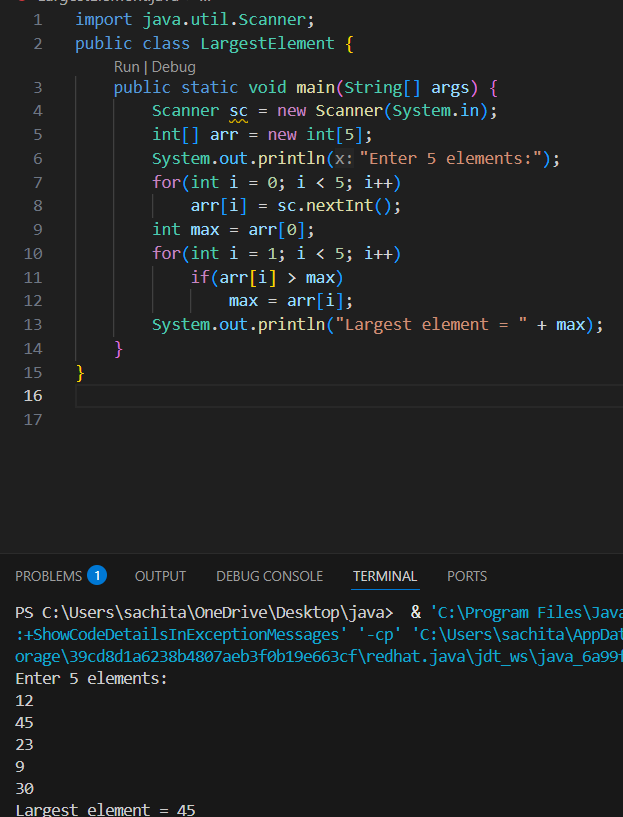 LargestElement.java > ...
1 import java.util.Scanner;
2 public class LargestElement {
Run | Debug
3 public static void main(String[] args) {
4 Scanner sc = new Scanner(System.in);
5 int[] arr = new int[5];
6 System.out.println(x: "Enter 5 elements:");
7 for(int i = 0; i < 5; i++)
8 arr[i] = sc.nextInt();
9 int max = arr[0];
10 for(int i = 1; i < 5; i++)
11 if(arr[i] > max)
12 max = arr[i];
13 System.out.println("Largest element = " + max);
14 }
15 }
16
17
PROBLEMS 1 OUTPUT DEBUG CONSOLE TERMINAL PORTS
PS C:\Users\sachita\OneDrive\Desktop\java> & 'C:\Program Files\Java
:+ShowCodeDetailsInExceptionMessages' '-cp' 'C:\Users\sachita\AppDat
orage\39cd8d1a6238b4807aeb3f0b19e663cf\redhat.java\jdt_ws\java_6a99f
Enter 5 elements:
12
45
23
9
30
Largest element = 45